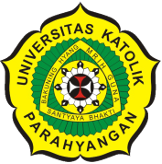 UNIVERSITAS KATOLIK
BAKUNING HYANG MRIH GUNA
SANTYAYA BHAKTI
PARAHYANGAN